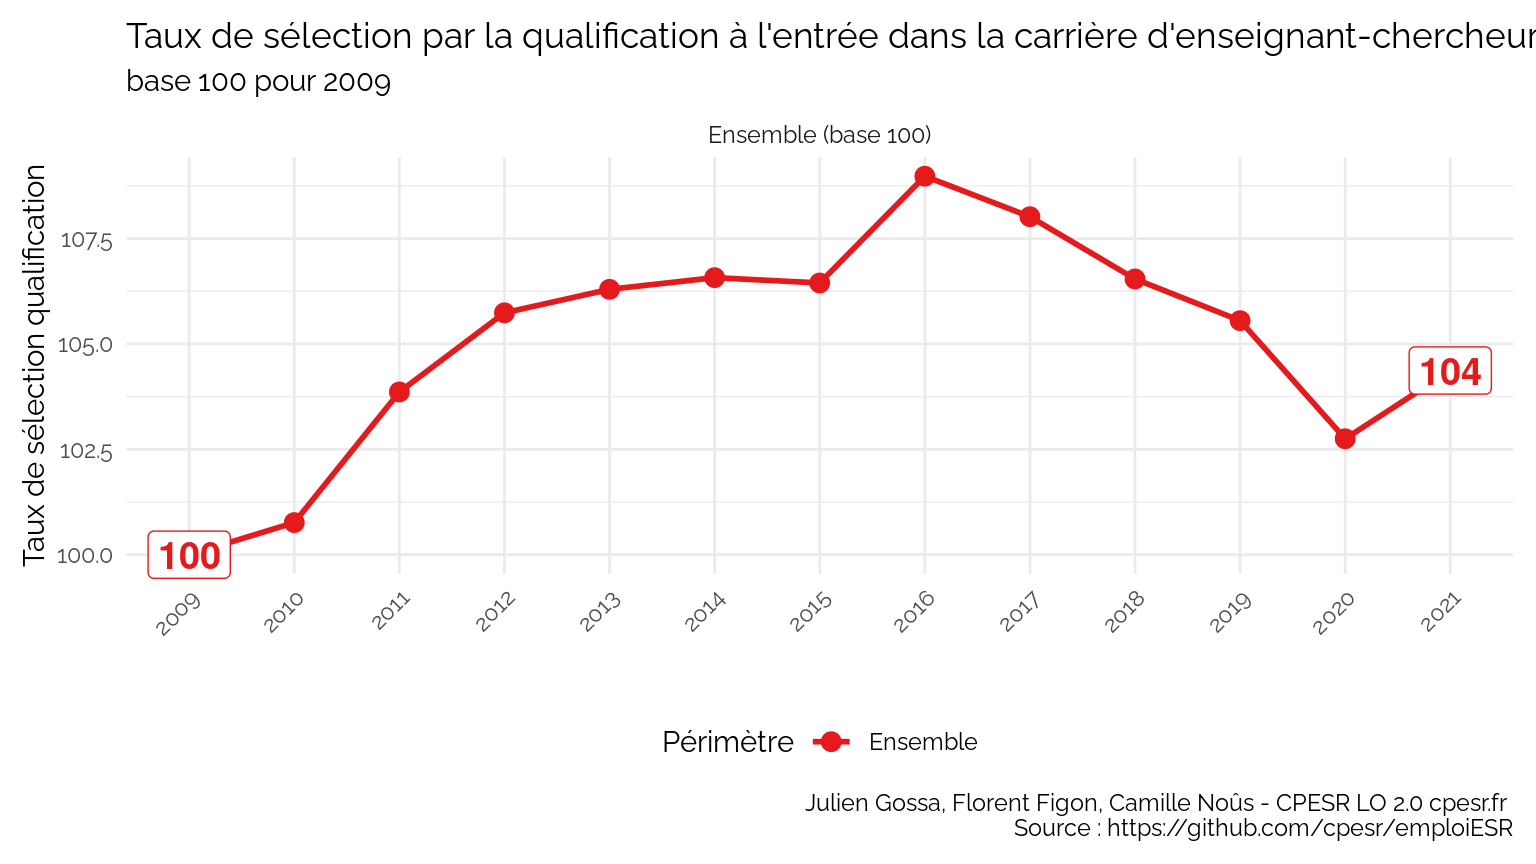 Taux de sélection par la qualification à l'entrée dans la carrière d'enseignant-chercheur
base 100 pour 2009
Ensemble (base 100)
Taux de sélection qualification
107.5
105.0
102.5
100.0
100
104
2009
2010
2011
2012
2013
2014
2015
2016
2017
2018
2019
2020
2021
Périmètre
Ensemble
Julien Gossa, Florent Figon, Camille Noûs - CPESR LO 2.0 cpesr.fr
Source : https://github.com/cpesr/emploiESR